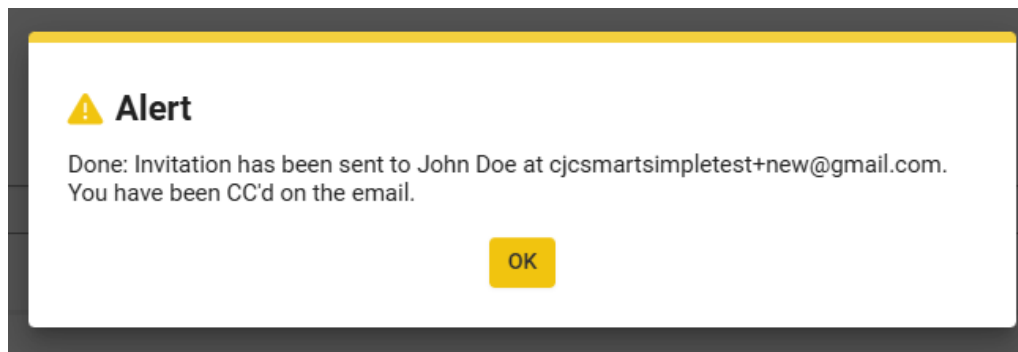 Alert
Done: Invitation has been sent to John Doe at cjcsmartsimpletest+new@gmail.com.
You have been CC'd on the email.
OK